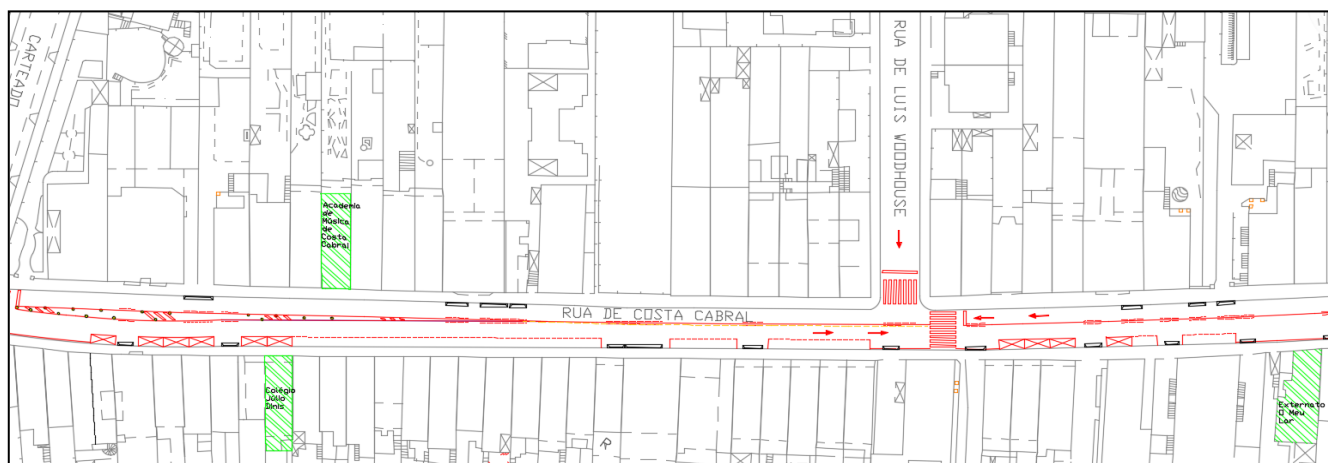 CARTEADO
RUA DE LUIS WOODHOUSE
Academia
de
Música
de
Costa
Cabral
RUA DE COSTA CABRAL
Colégio
Júlio
Dinis
Externato
O Meu
Lar
R